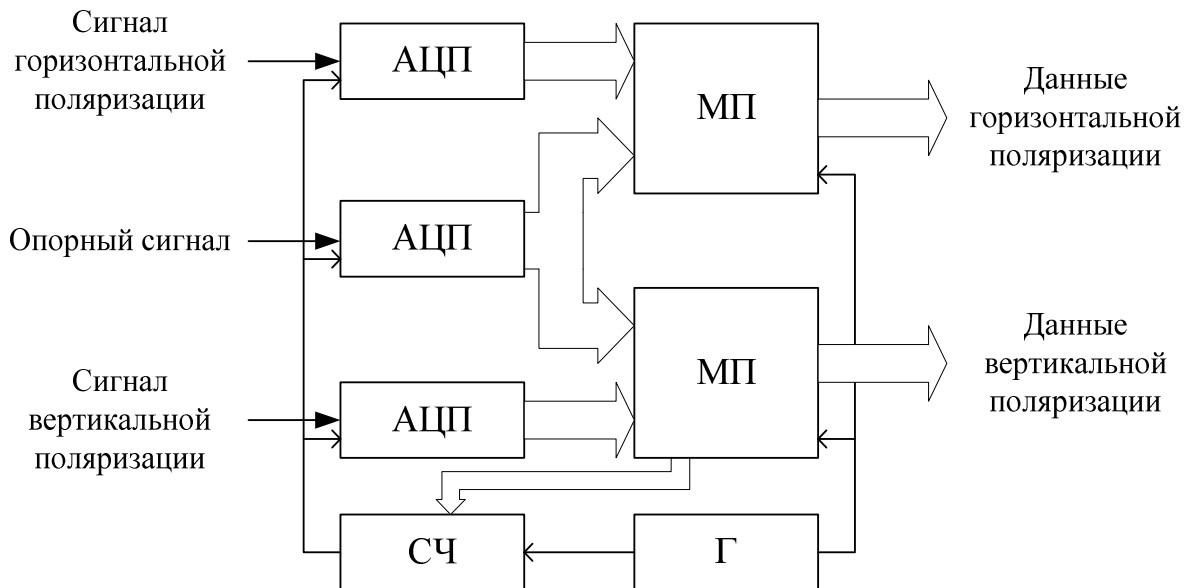 Сигнал
горизонтальной
поляризации
АЦП
МП
Данные
горизонтальной
поляризации
Опорный сигнал
АЦП
Сигнал
вертикальной
поляризации
АЦП
МП
Данные
вертикальной
поляризации
СЧ
Г